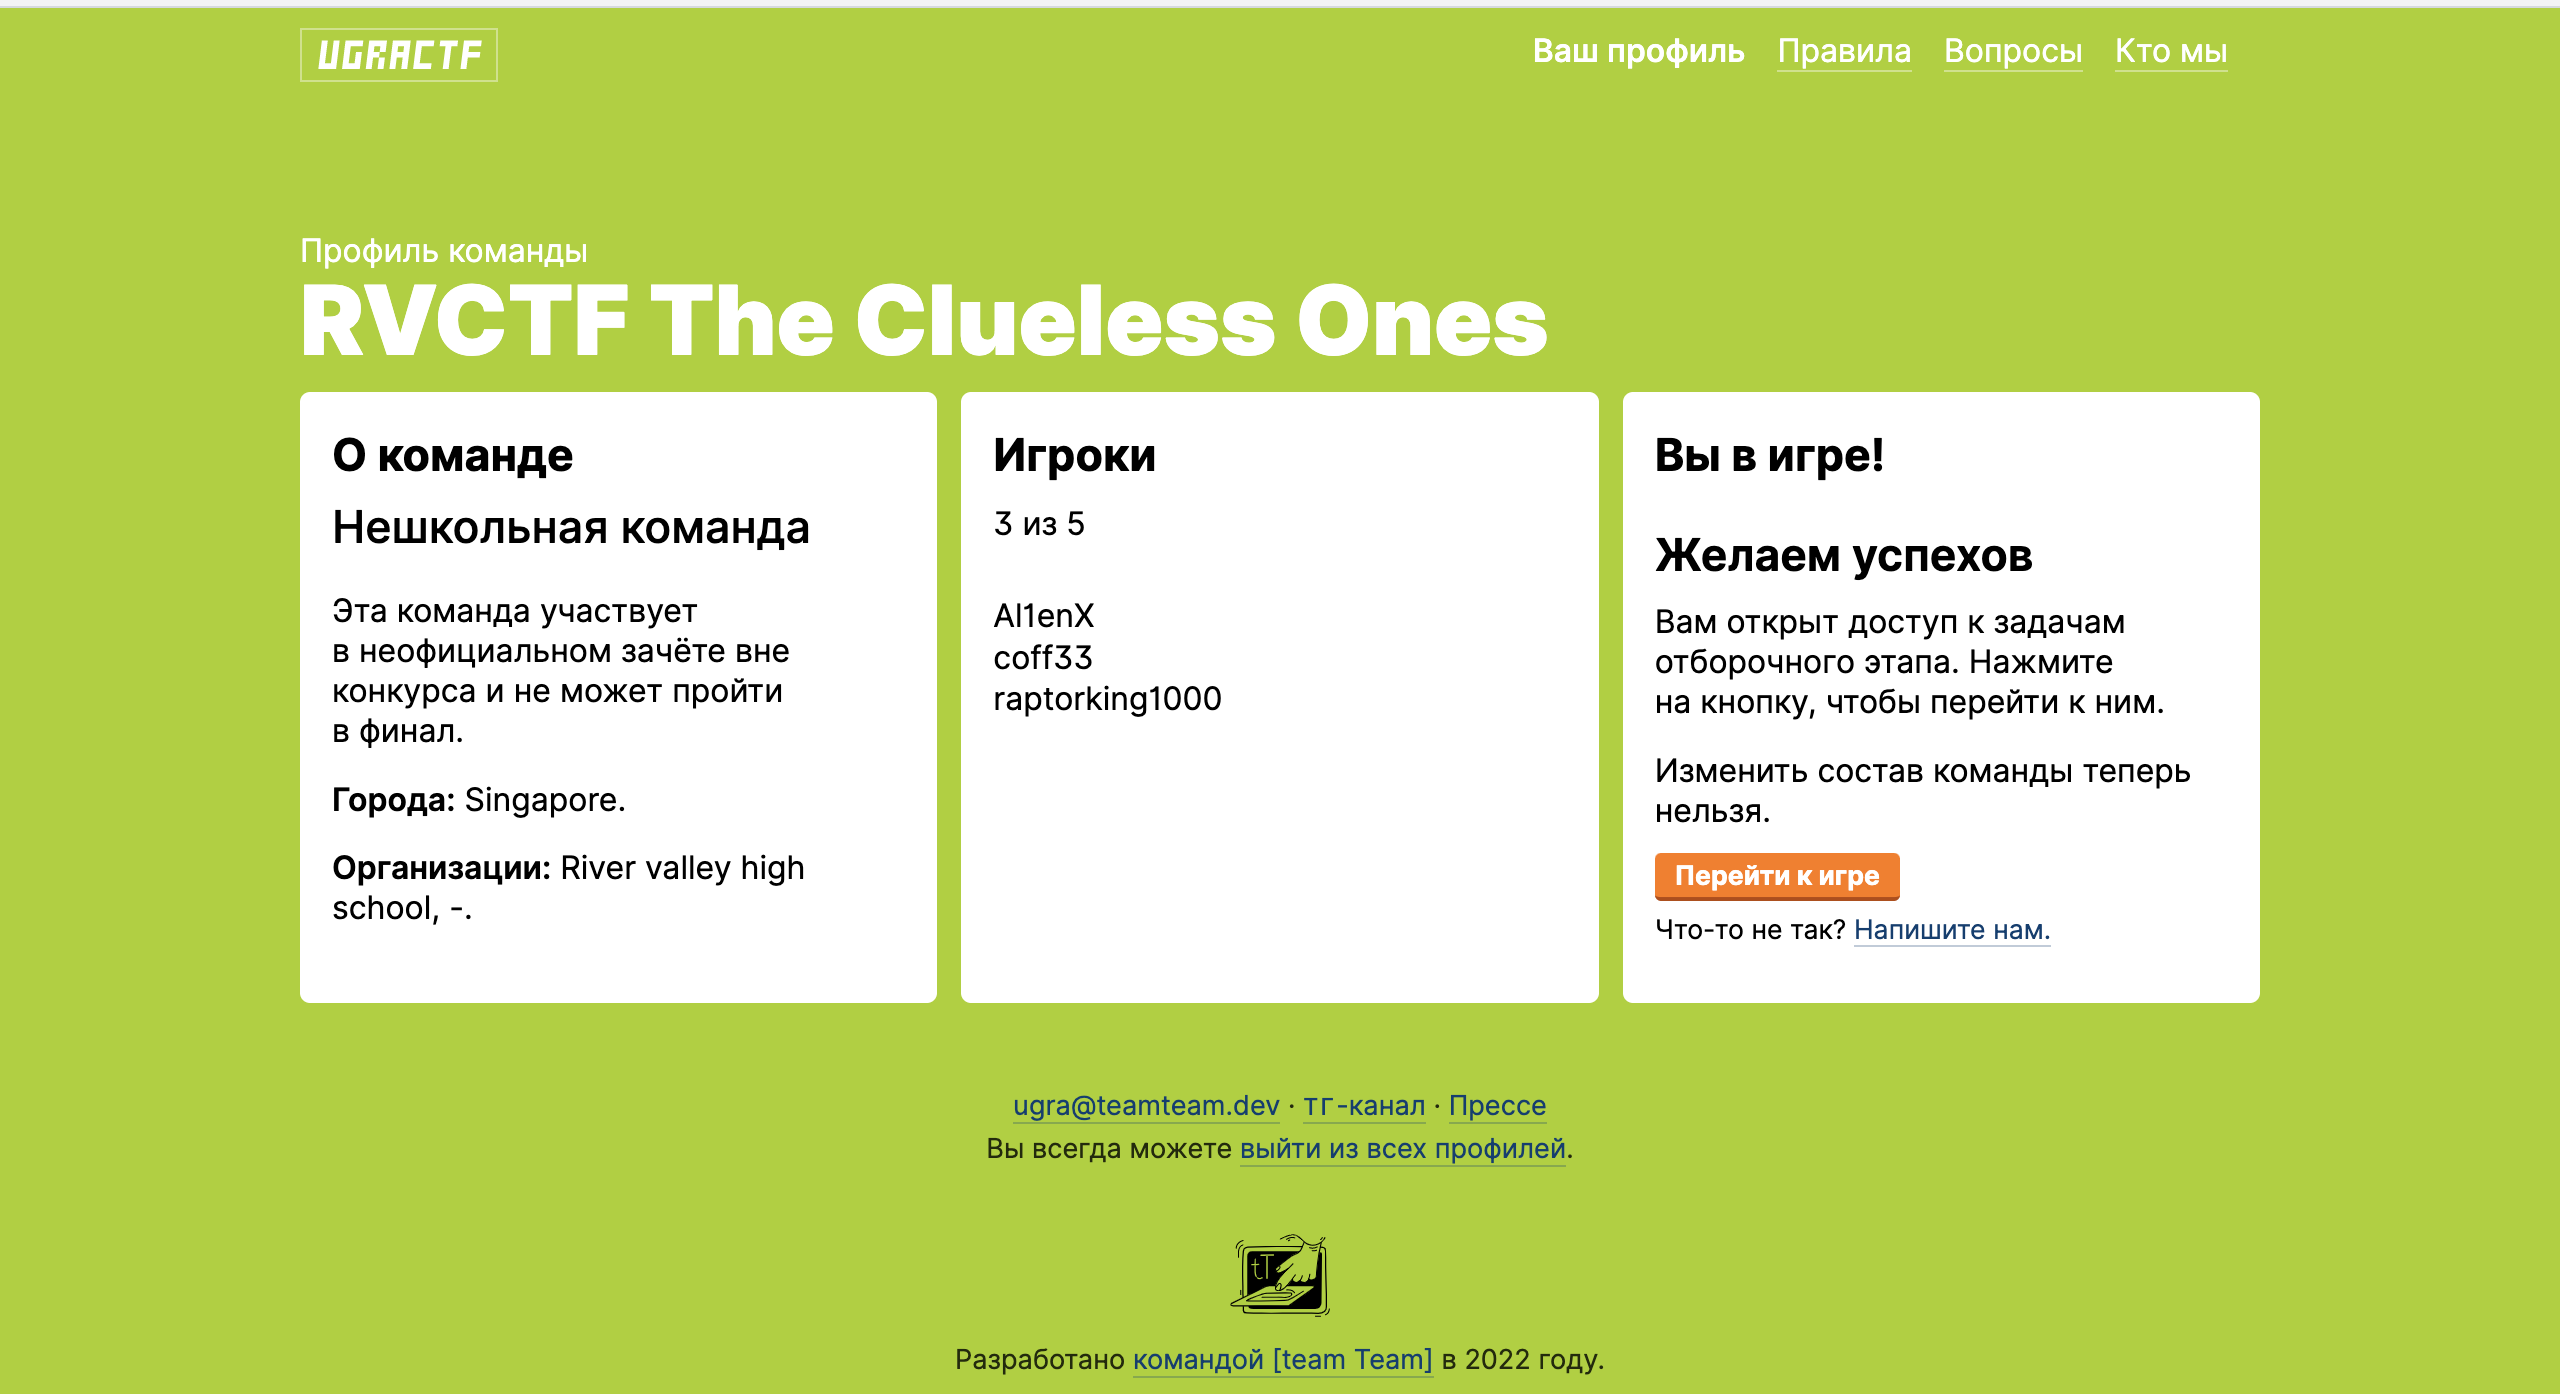 UGRACTF
Ваш профиль Правила Вопросы Кто мы
Профиль команды
RVCTF The Clueless Ones
О команде
Нешкольная команда
Эта команда участвует
в неофициальном зачёте вне
конкурса и не может пройти
в финал.
Города: Singapore.
Организации: River valley high
school, -.
Игроки
3 из 5
Al1enX
coff33
raptorking1000
Вы в игре!
Желаем успехов
Вам открыт доступ к задачам
отборочного этапа. Нажмите
на кнопку, чтобы перейти к ним.
Изменить состав команды теперь
нельзя.
Перейти к игре
Что-то не так? Напишите нам.
ugra@teamteam.dev · тг-канал · Прессе
Вы всегда можете выйти из всех профилей.
tT
Разработано командой [team Team] в 2022 году.